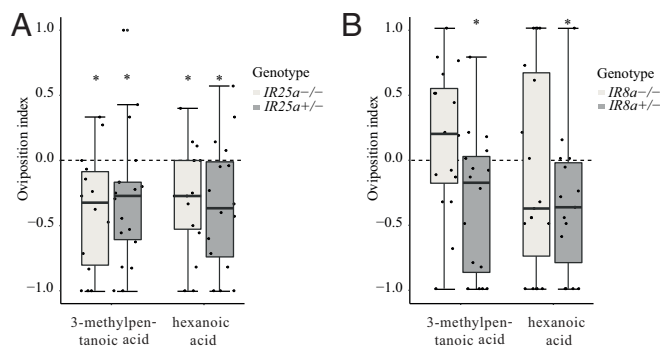 A
Oviposition index
1.0
0.5
0.0
−0.5
−1.0
* * * *
Genotype
IR25a−/−
IR25a+/−
3-methylpen-
tanoic acid
hexanoic
acid
B
Oviposition index
1.0
0.5
0.0
−0.5
−1.0
* *
Genotype
IR8a−/−
IR8a+/−
3-methylpen-
tanoic acid
hexanoic
acid